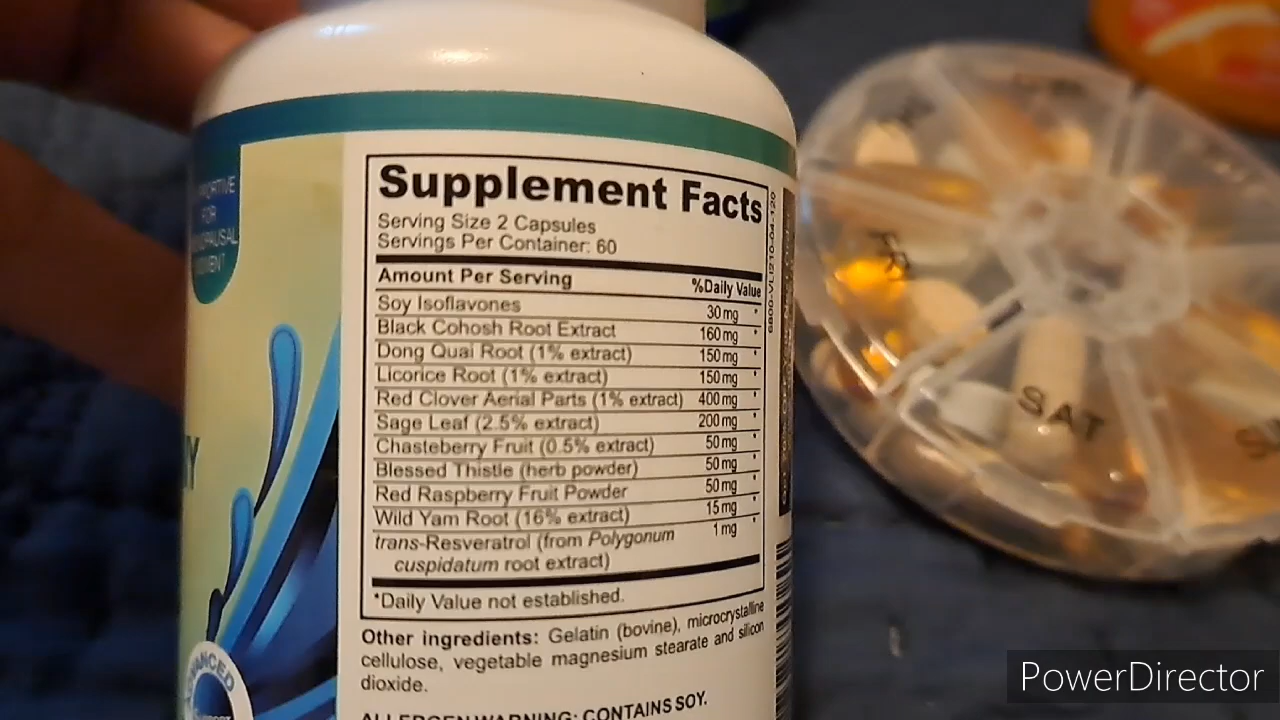 FOR
Supplement Facts
Serving Size 2 Capsules
Servings Per Container: 60
Amount Per Serving %Daily Value
Soy Isoflavones 30 mg *
Black Cohosh Root Extract 160 mg *
Dong Quai Root (1% extract) 150 mg *
Licorice Root (1% extract) 150 mg *
Red Clover Aerial Parts (1% extract) 400 mg *
Sage Leaf (2.5% extract) 200 mg *
Chasteberry Fruit (0.5% extract) 50 mg *
Blessed Thistle (herb powder) 50 mg *
Red Raspberry Fruit Powder 50 mg *
Wild Yam Root (16% extract) 15 mg *
trans-Resveratrol (from Polygonum 1 mg *
cuspidatum root extract)
*Daily Value not established.
Other ingredients: Gelatin (bovine), microcrystalline
cellulose, vegetable magnesium stearate and silicon
dioxide.
ALLERGEN WARNING: CONTAINS SOY.
SAT
PowerDirector